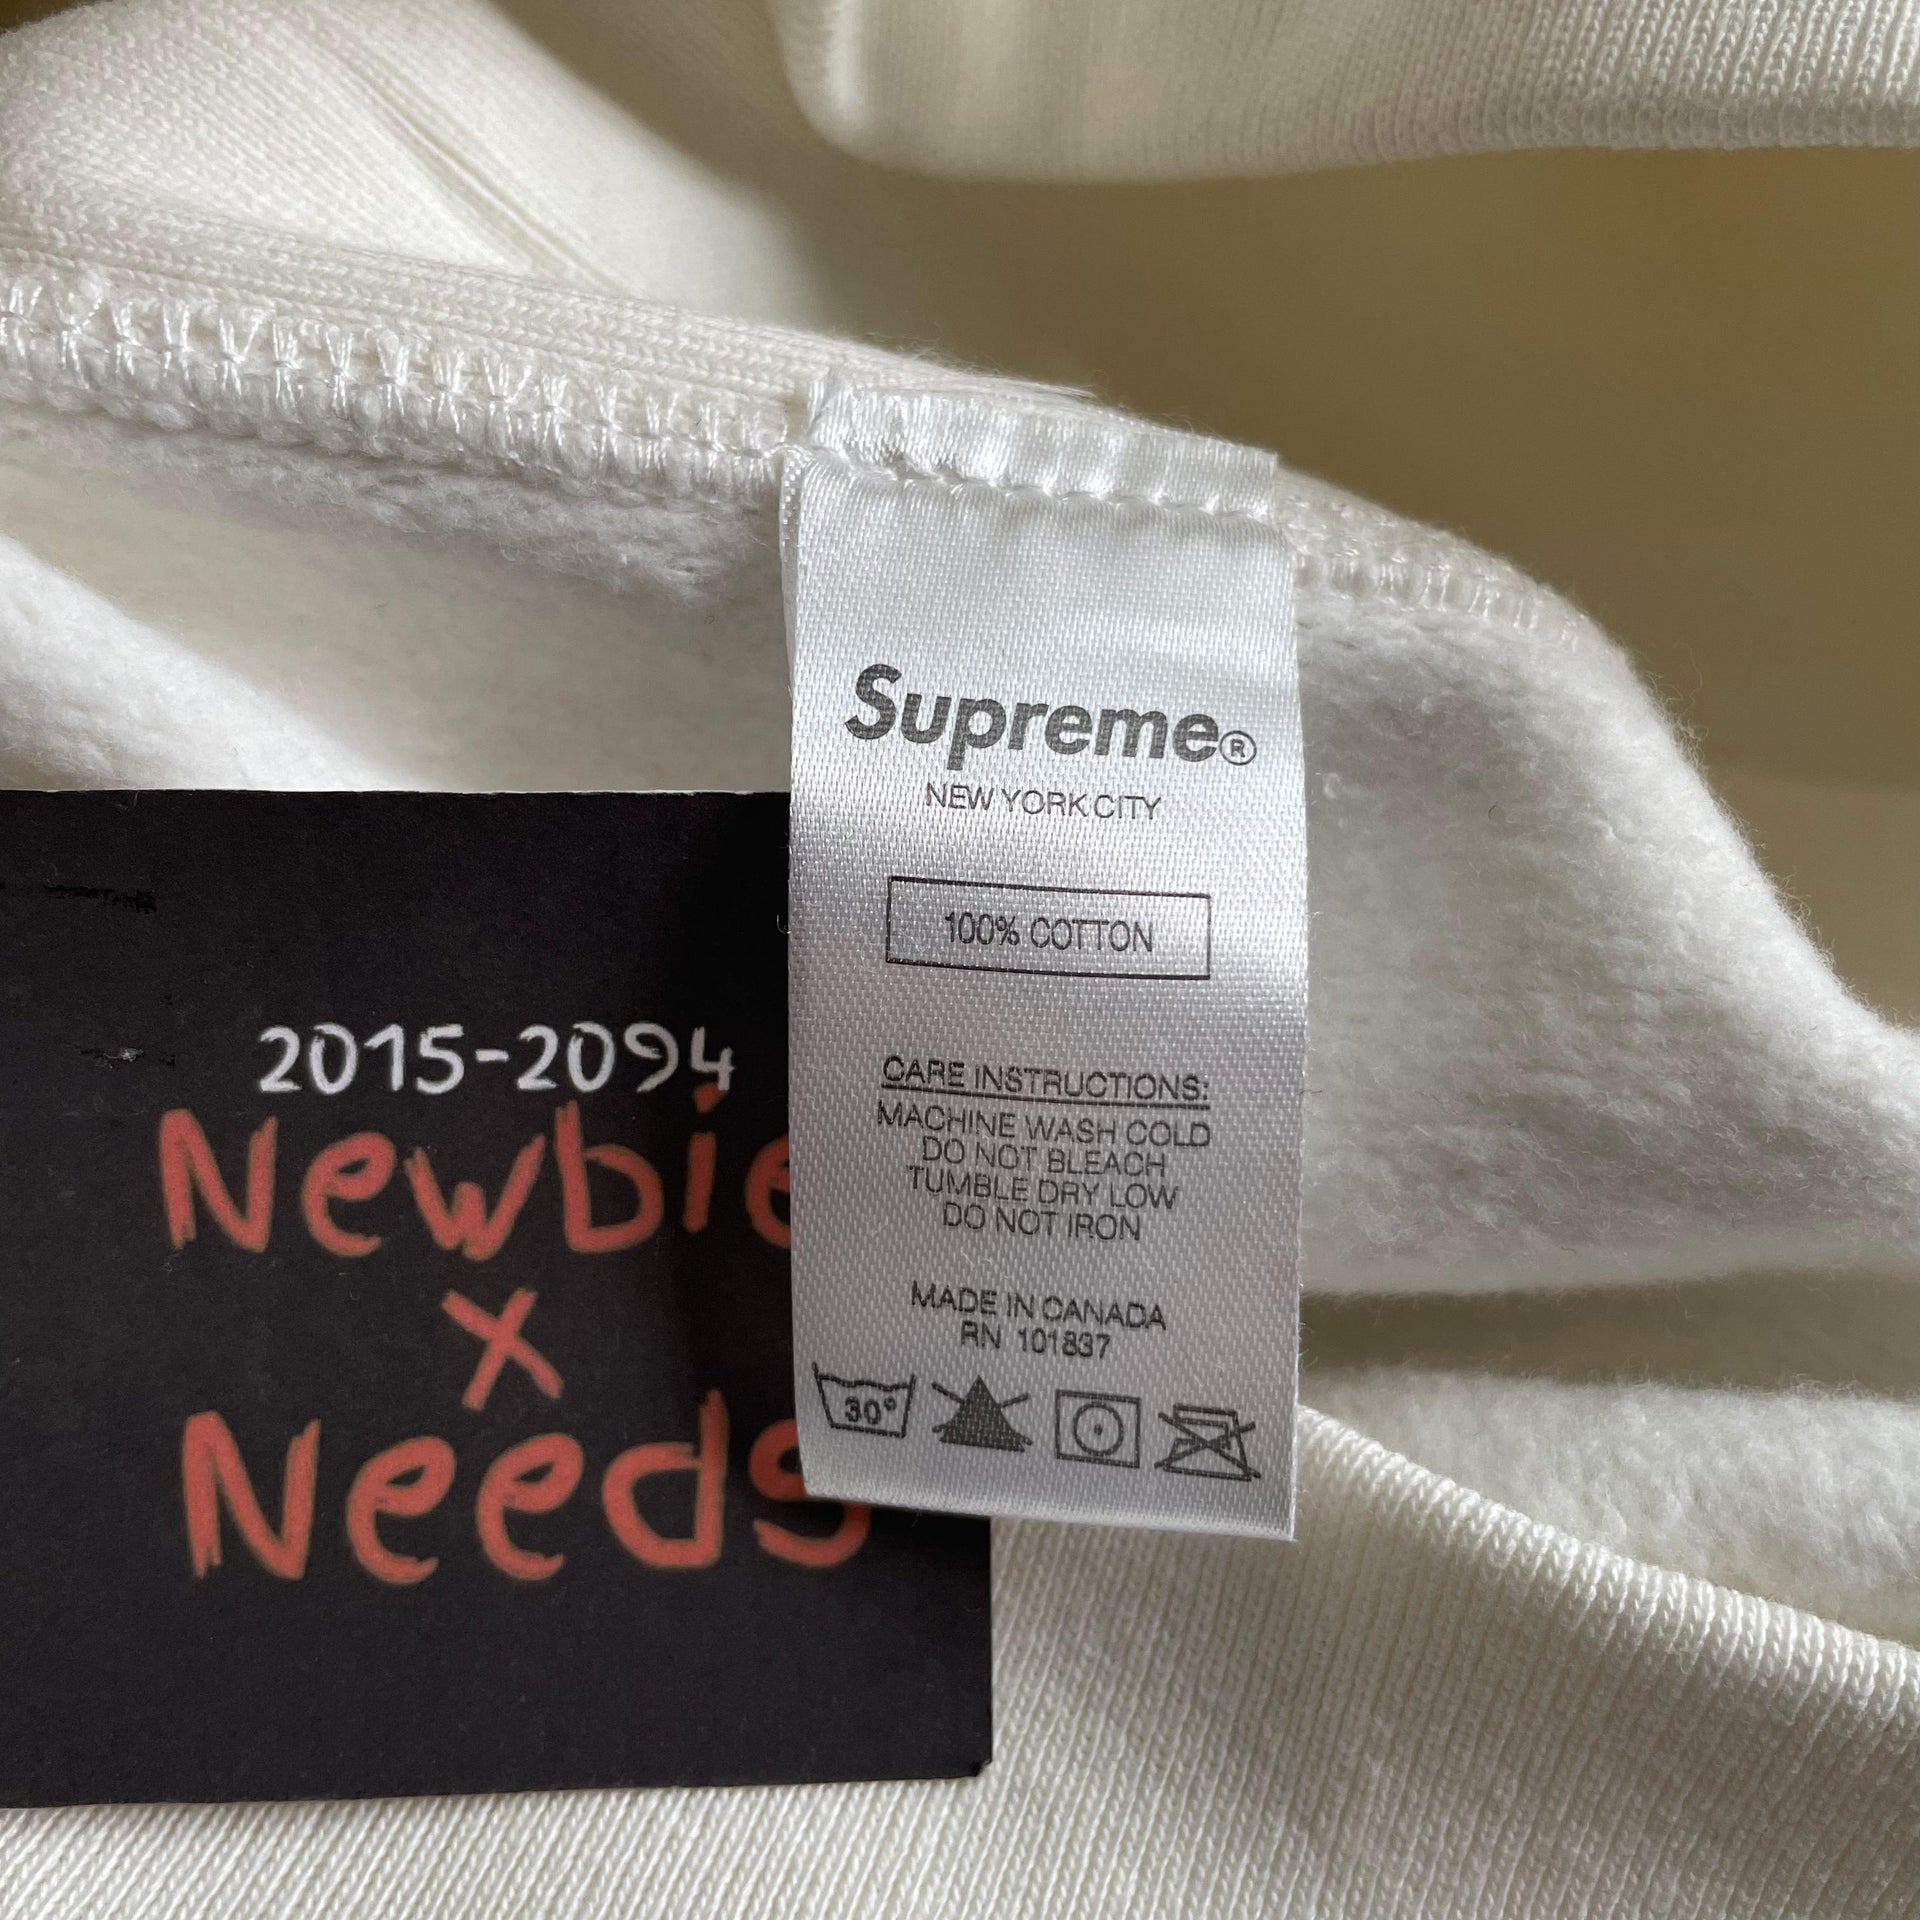 Supreme®
NEW YORK CITY
100% COTTON
CARE INSTRUCTIONS:
MACHINE WASH COLD
DO NOT BLEACH
TUMBLE DRY LOW
DO NOT IRON
MADE IN CANADA
RN 101837
30°
2015-2094
Newbie
x
Needs